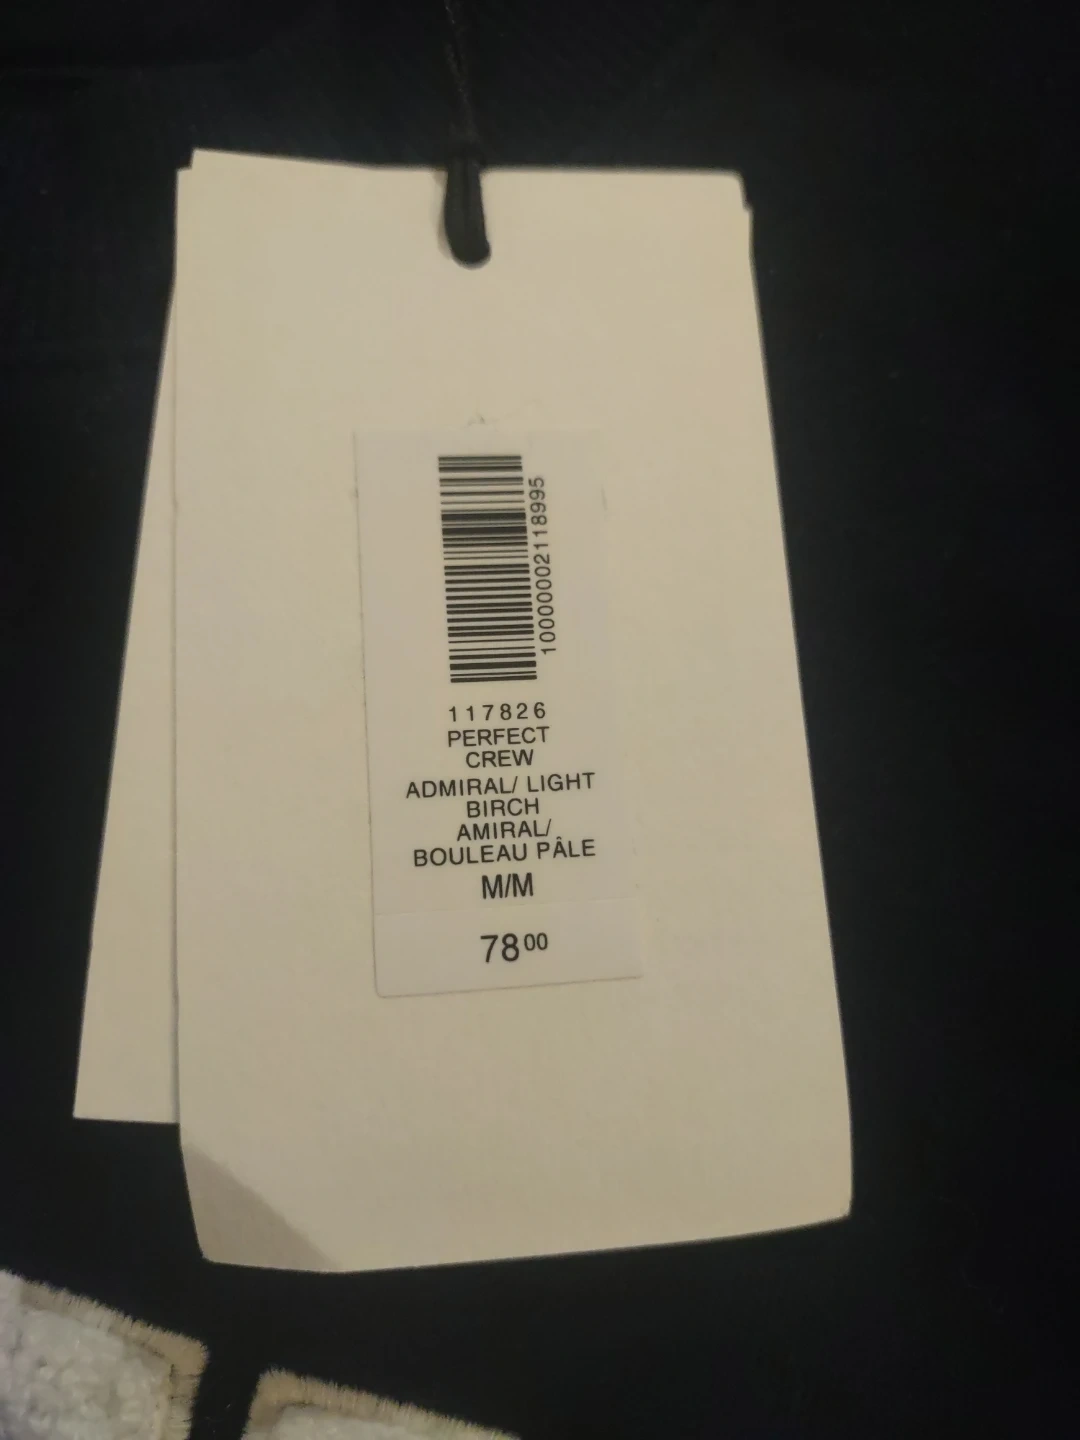 10000002118995
117826
PERFECT
CREW
ADMIRAL/ LIGHT
BIRCH
AMIRAL/
BOULEAU PÂLE
M/M
78 00